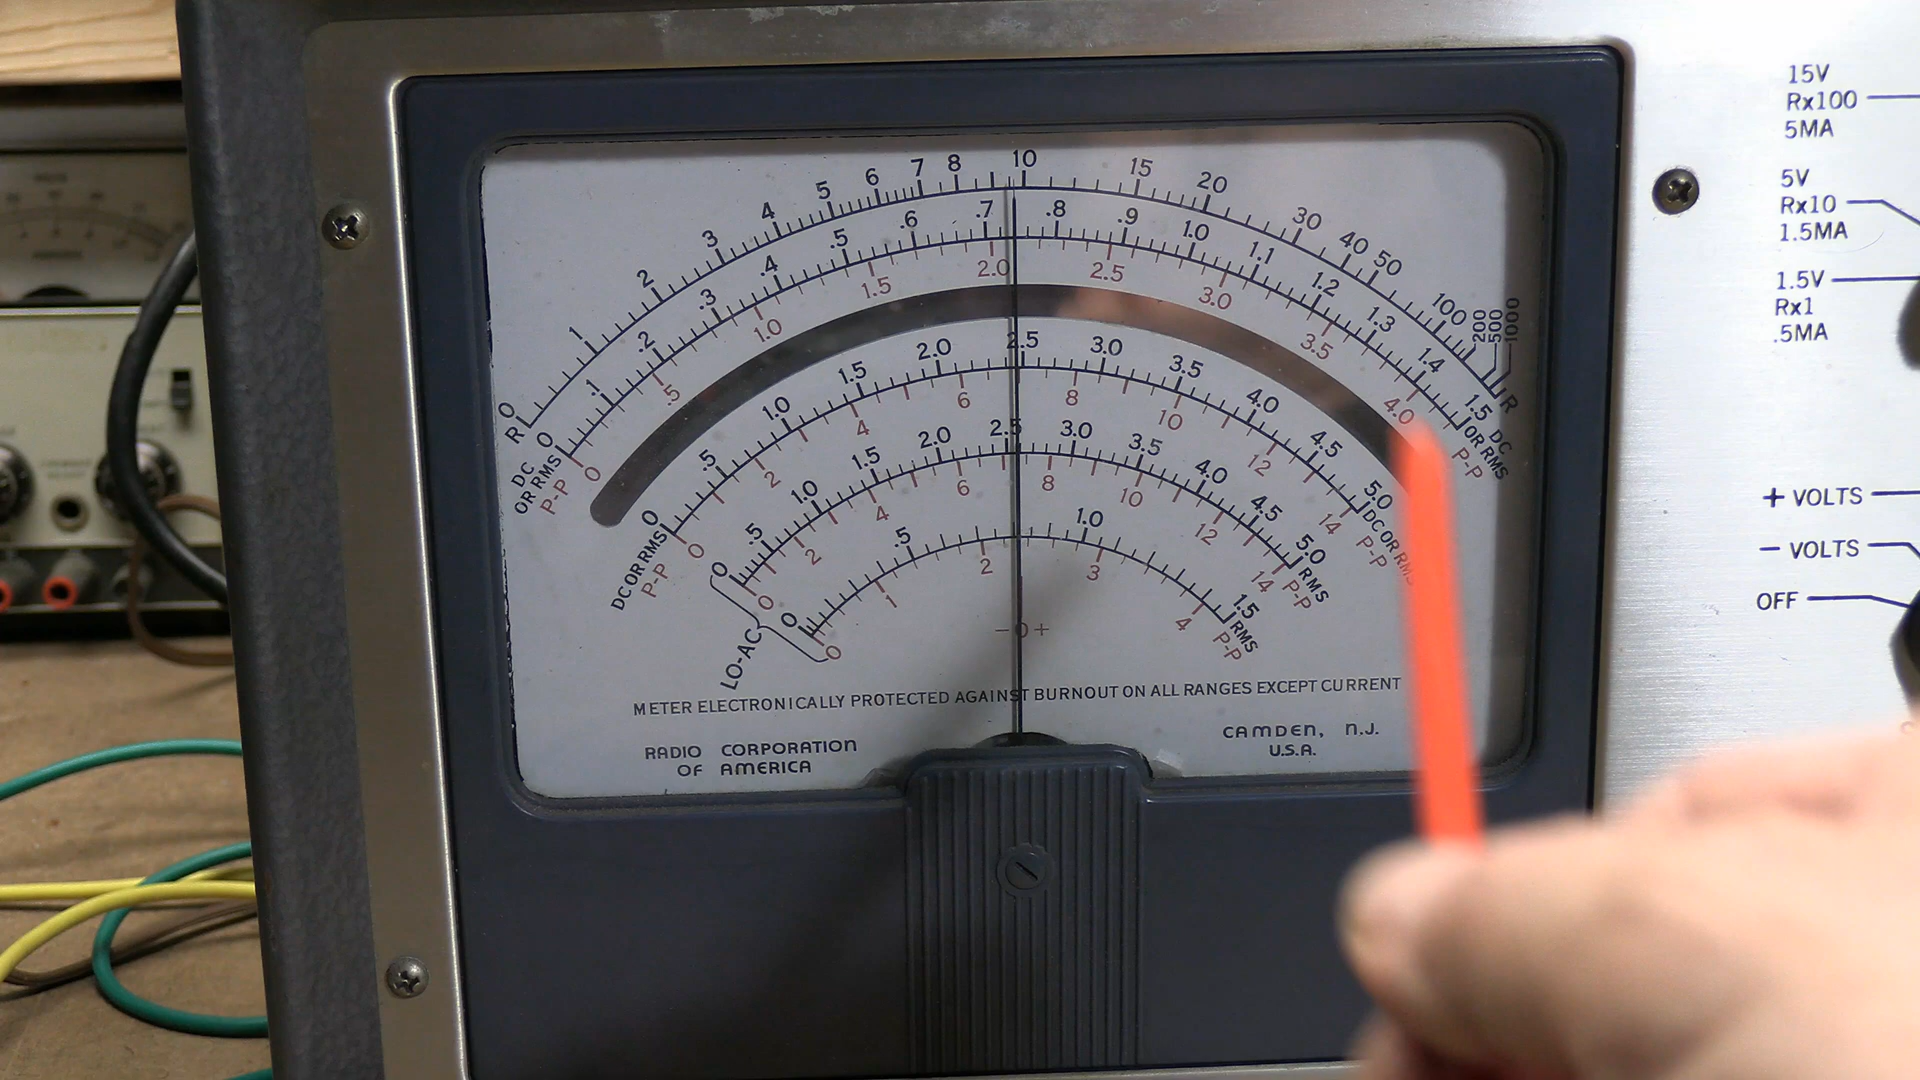 0 1 2 3 4 5 6 7 8 10 15 20 30 40 50 100 200 500 1000
R R
0 .1 .2 .3 .4 .5 .6 .7 .8 .9 1.0 1.1 1.2 1.3 1.4 1.5
DC OR RMS DC OR RMS
0 .5 1.0 1.5 2.0 2.5 3.0 3.5 4.0
P-P P-P
0 .5 1.0 1.5 2.0 2.5 3.0 3.5 4.0 4.5 5.0
DC OR RMS DC OR RMS
0 2 4 6 8 10 12 14
P-P P-P
0 .5 1.0 1.5 2.0 2.5 3.0 3.5 4.0 4.5 5.0
RMS
0 2 4 6 8 10 12 14
P-P
LO-AC
0 .5 1.0 1.5
RMS
0 1 2 3 4
P-P
-0+
METER ELECTRONICALLY PROTECTED AGAINST BURNOUT ON ALL RANGES EXCEPT CURRENT
RADIO CORPORATION
OF AMERICA
CAMDEN, N.J.
U.S.A.
15V
Rx100
5MA
5V
Rx10
1.5MA
1.5V
Rx1
.5MA
+ VOLTS
- VOLTS
OFF